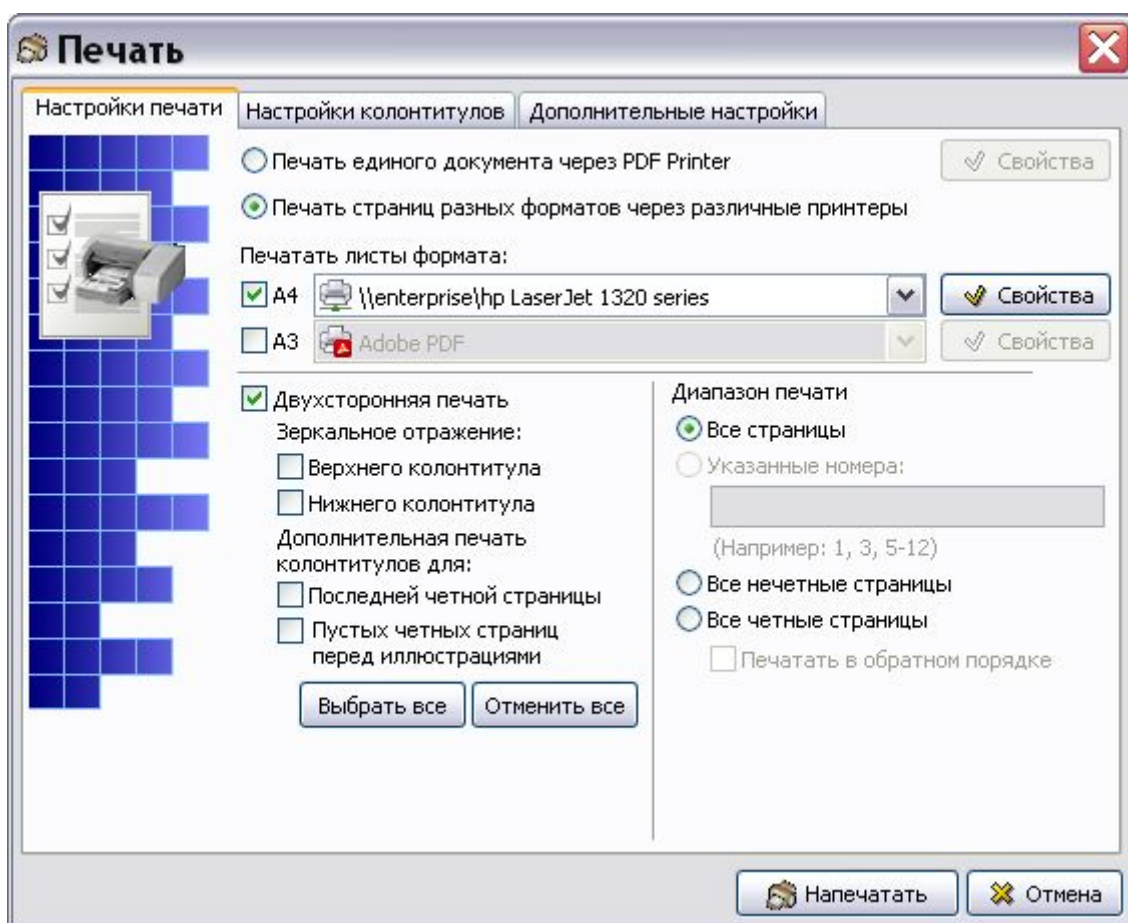 Печать
Настройки печати
Настройки колонтитулов
Дополнительные настройки
Печать единого документа через PDF Printer
Свойства
Печать страниц разных форматов через различные принтеры
Печатать листы формата:
A4
\\enterprise\hp LaserJet 1320 series
Свойства
A3
Adobe PDF
Свойства
Двухсторонняя печать
Зеркальное отражение:
Верхнего колонтитула
Нижнего колонтитула
Дополнительная печать
колонтитулов для:
Последней четной страницы
Пустых четных страниц
перед иллюстрациями
Выбрать все
Отменить все
Диапазон печати
Все страницы
Указанные номера:
(Например: 1, 3, 5-12)
Все нечетные страницы
Все четные страницы
Печатать в обратном порядке
Напечатать
Отмена